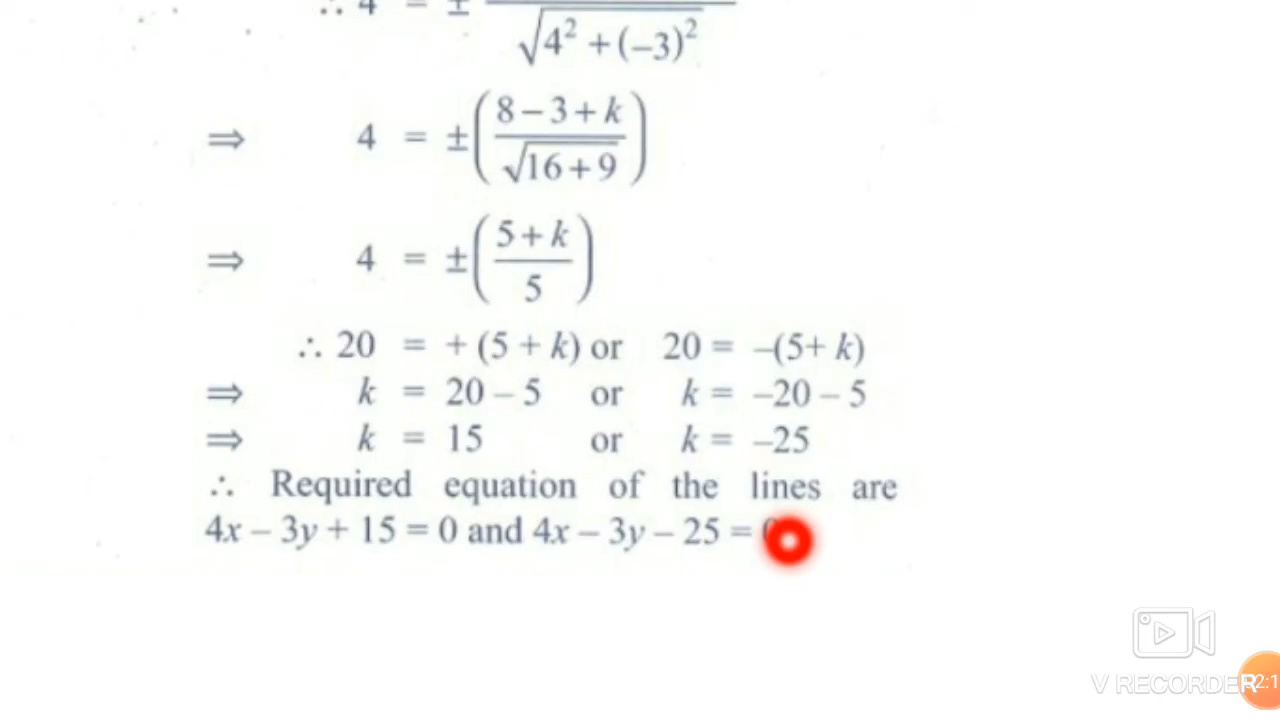 ∴ 4 = ±
√4² + (–3)²
⇒ 4 = ±(8 – 3 + k / √16 + 9)
⇒ 4 = ±(5 + k / 5)
∴ 20 = + (5 + k) or 20 = –(5+ k)
⇒ k = 20 – 5 or k = –20 – 5
⇒ k = 15 or k = –25
∴ Required equation of the lines are
4x – 3y + 15 = 0 and 4x – 3y – 25 =
V RECORDER